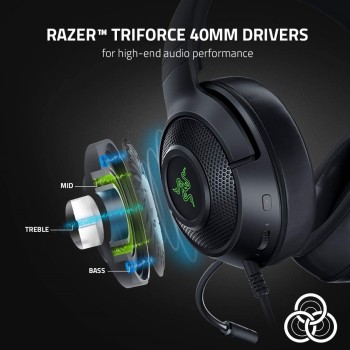 RAZER™ TRIFORCE 40MM DRIVERS
for high-end audio performance
MID
TREBLE
BASS